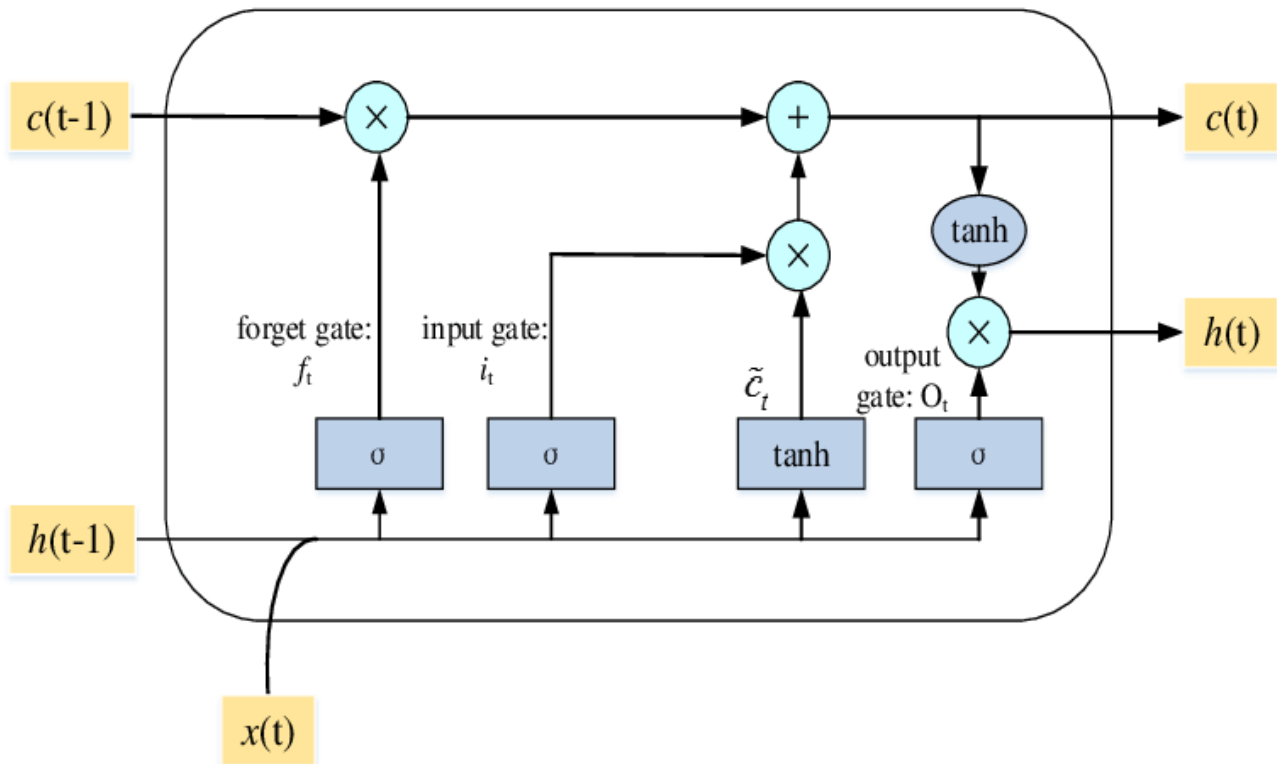 c(t-1)
×
+
c(t)
tanh
×
forget gate:
f_t
input gate:
i_t
×
h(t)
output
gate: O_t
c̃_t
σ
σ
tanh
σ
h(t-1)
x(t)